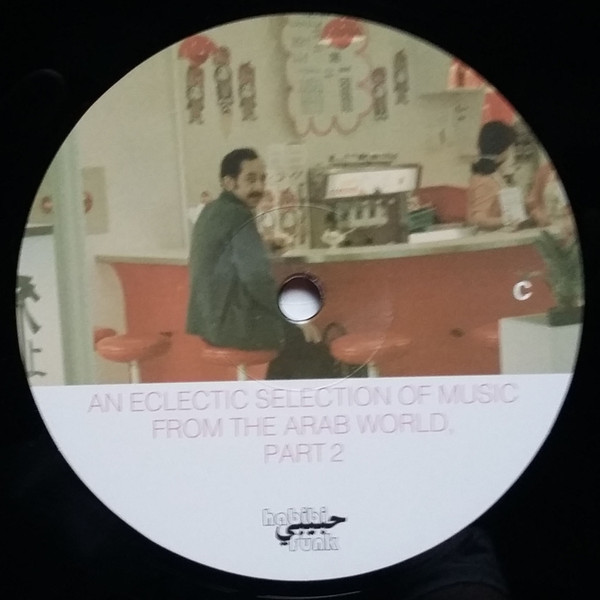 C
AN ECLECTIC SELECTION OF MUSIC
FROM THE ARAB WORLD,
PART 2
habibi
حبيبي
funk